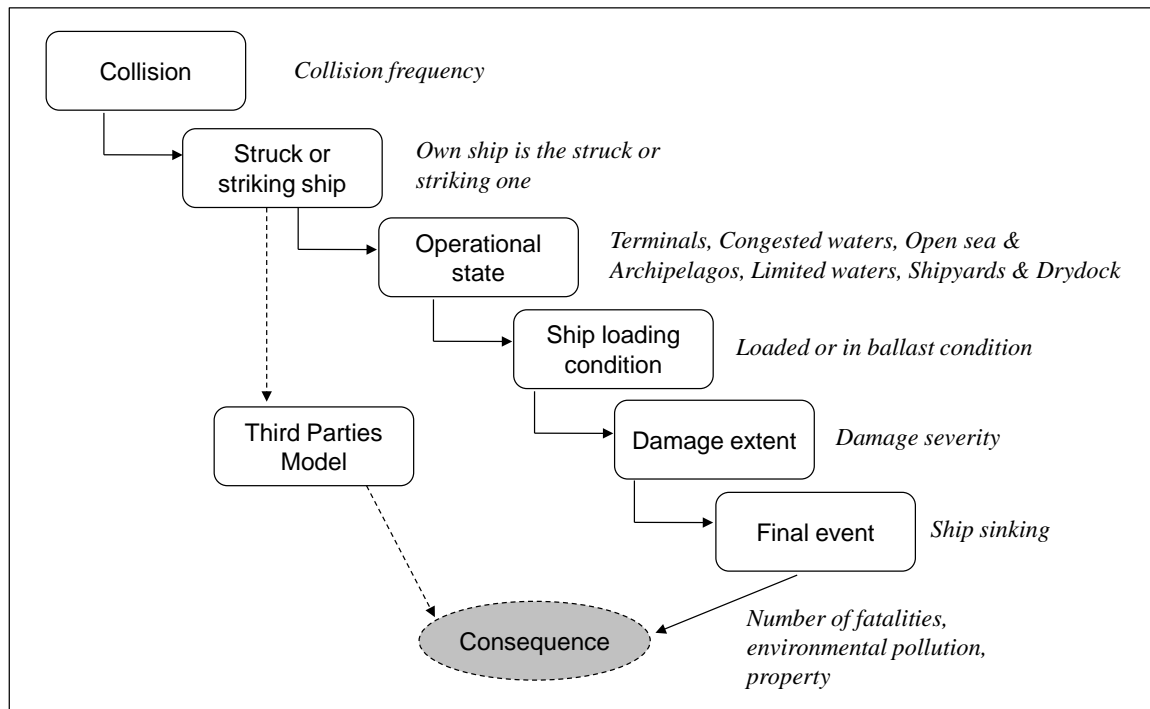 Collision
Collision frequency
Struck or
striking ship
Own ship is the struck or
striking one
Operational
state
Terminals, Congested waters, Open sea &
Archipelagos, Limited waters, Shipyards & Drydock
Ship loading
condition
Loaded or in ballast condition
Third Parties
Model
Damage extent
Damage severity
Final event
Ship sinking
Consequence
Number of fatalities,
environmental pollution,
property